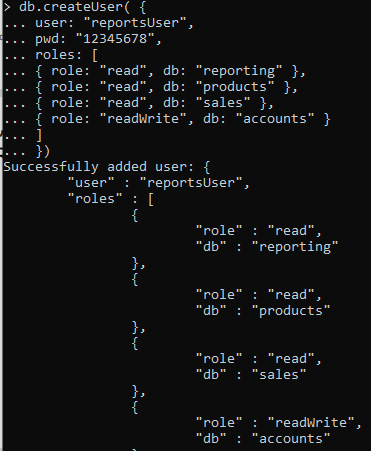 > db.createUser( {
... user: "reportsUser",
... pwd: "12345678",
... roles: [
... { role: "read", db: "reporting" },
... { role: "read", db: "products" },
... { role: "read", db: "sales" },
... { role: "readWrite", db: "accounts" }
... ]
... })
Successfully added user: {
"user" : "reportsUser",
"roles" : [
{
"role" : "read",
"db" : "reporting"
},
{
"role" : "read",
"db" : "products"
},
{
"role" : "read",
"db" : "sales"
},
{
"role" : "readWrite",
"db" : "accounts"